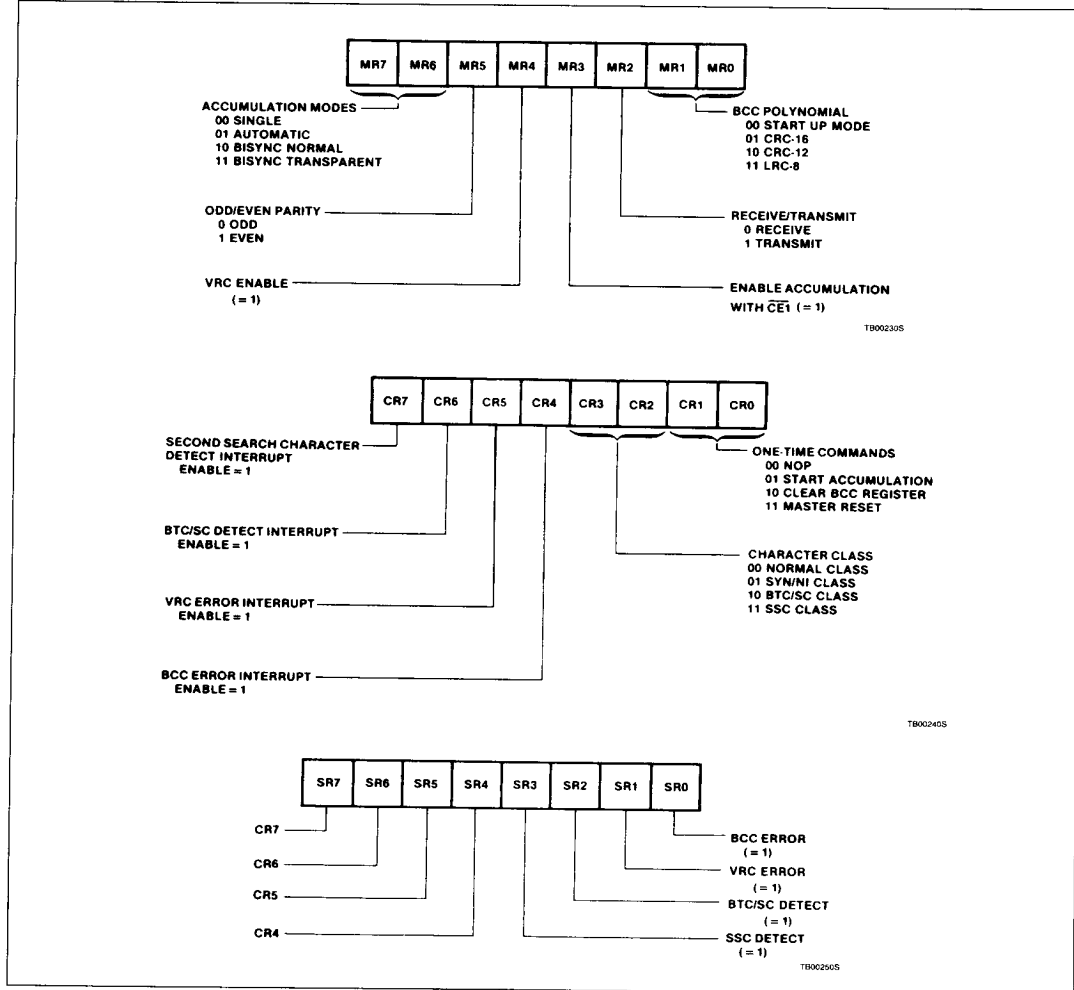 MR7 MR6 MR5 MR4 MR3 MR2 MR1 MR0
ACCUMULATION MODES
00 SINGLE
01 AUTOMATIC
10 BISYNC NORMAL
11 BISYNC TRANSPARENT
BCC POLYNOMIAL
00 START UP MODE
01 CRC-16
10 CRC-12
11 LRC-8
ODD/EVEN PARITY
0 ODD
1 EVEN
RECEIVE/TRANSMIT
0 RECEIVE
1 TRANSMIT
VRC ENABLE
(= 1)
ENABLE ACCUMULATION
WITH C̅E̅1̅ (= 1)
TB00230S
CR7 CR6 CR5 CR4 CR3 CR2 CR1 CR0
SECOND SEARCH CHARACTER
DETECT INTERRUPT
ENABLE = 1
ONE-TIME COMMANDS
00 NOP
01 START ACCUMULATION
10 CLEAR BCC REGISTER
11 MASTER RESET
BTC/SC DETECT INTERRUPT
ENABLE = 1
CHARACTER CLASS
00 NORMAL CLASS
01 SYN/NI CLASS
10 BTC/SC CLASS
11 SSC CLASS
VRC ERROR INTERRUPT
ENABLE = 1
BCC ERROR INTERRUPT
ENABLE = 1
TB00240S
SR7 SR6 SR5 SR4 SR3 SR2 SR1 SR0
CR7
CR6
CR5
CR4
BCC ERROR
(= 1)
VRC ERROR
(= 1)
BTC/SC DETECT
(= 1)
SSC DETECT
(= 1)
TB00250S